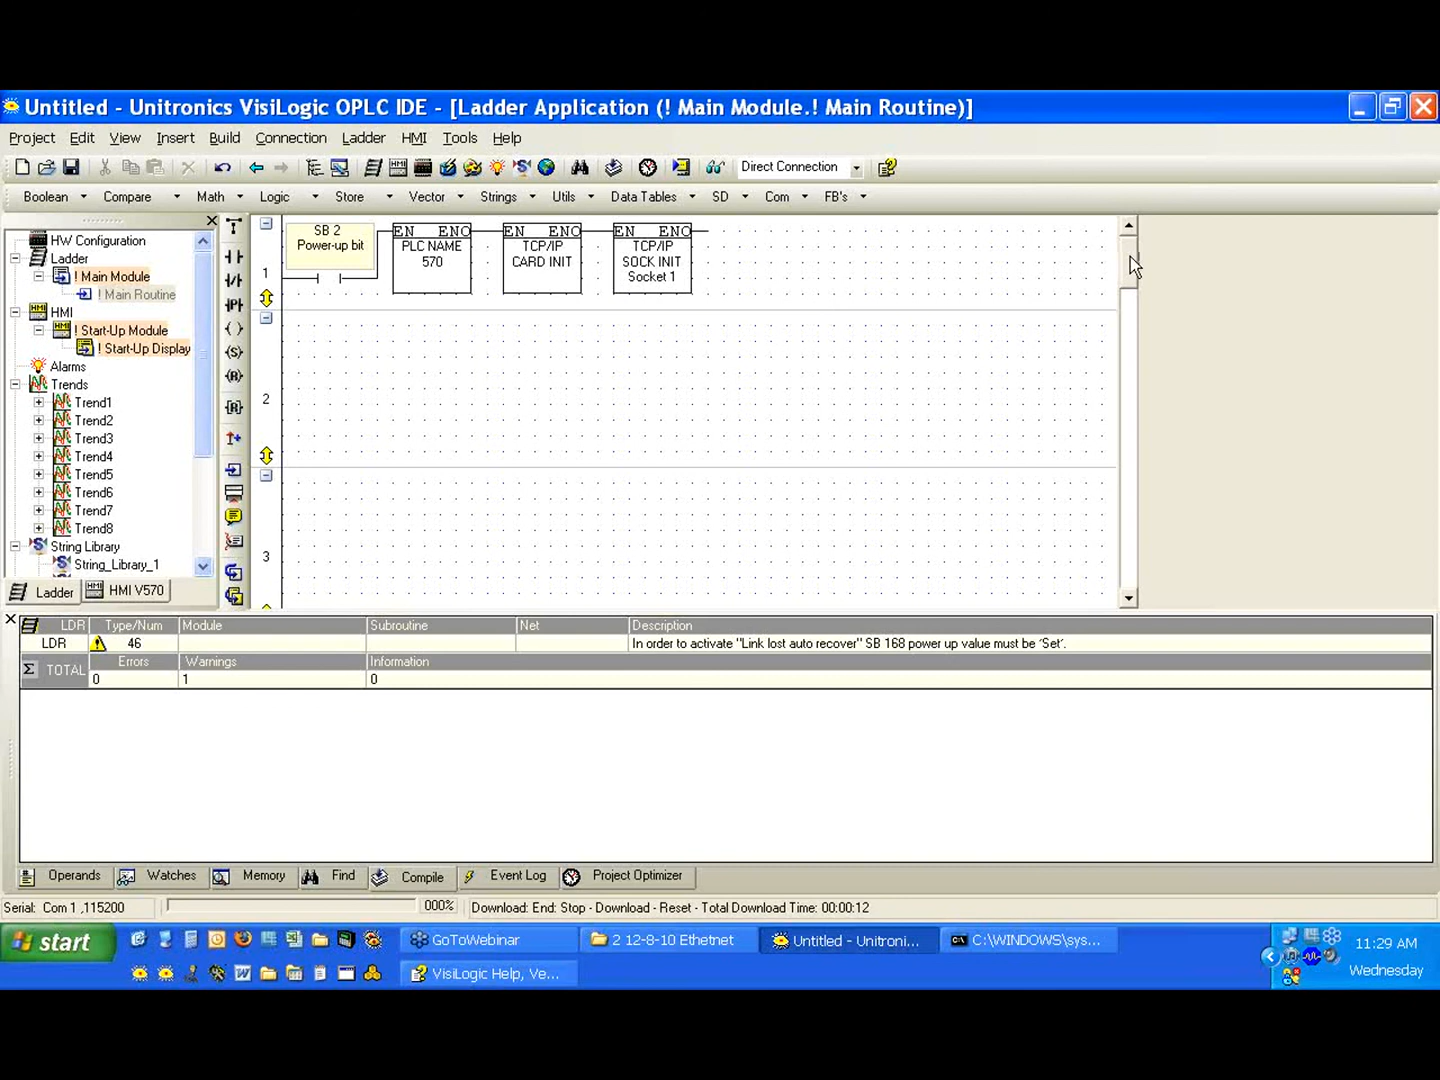 Untitled - Unitronics VisiLogic OPLC IDE - [Ladder Application (! Main Module.! Main Routine)]
Project Edit View Insert Build Connection Ladder HMI Tools Help
Direct Connection
Boolean Compare Math Logic Store Vector Strings Utils Data Tables SD Com FB's
HW Configuration
Ladder
! Main Module
! Main Routine
HMI
! Start-Up Module
! Start-Up Display
Alarms
Trends
Trend1
Trend2
Trend3
Trend4
Trend5
Trend6
Trend7
Trend8
String Library
String_Library_1
Ladder HMI V570
1
SB 2
Power-up bit
EN ENO
PLC NAME
570
EN ENO
TCP/IP
CARD INIT
EN ENO
TCP/IP
SOCK INIT
Socket 1
2
3
LDR Type/Num Module Subroutine Net Description
LDR 46 In order to activate "Link lost auto recover" SB 168 power up value must be 'Set'.
Σ TOTAL Errors Warnings Information
0 1 0
Operands Watches Memory Find Compile Event Log Project Optimizer
Serial: Com 1 ,115200 000% Download: End: Stop - Download - Reset - Total Download Time: 00:00:12
start GoToWebinar 2 12-8-10 Ethetnet Untitled - Unitroni... C:\WINDOWS\sys... 11:29 AM
VisiLogic Help, Ve... Wednesday